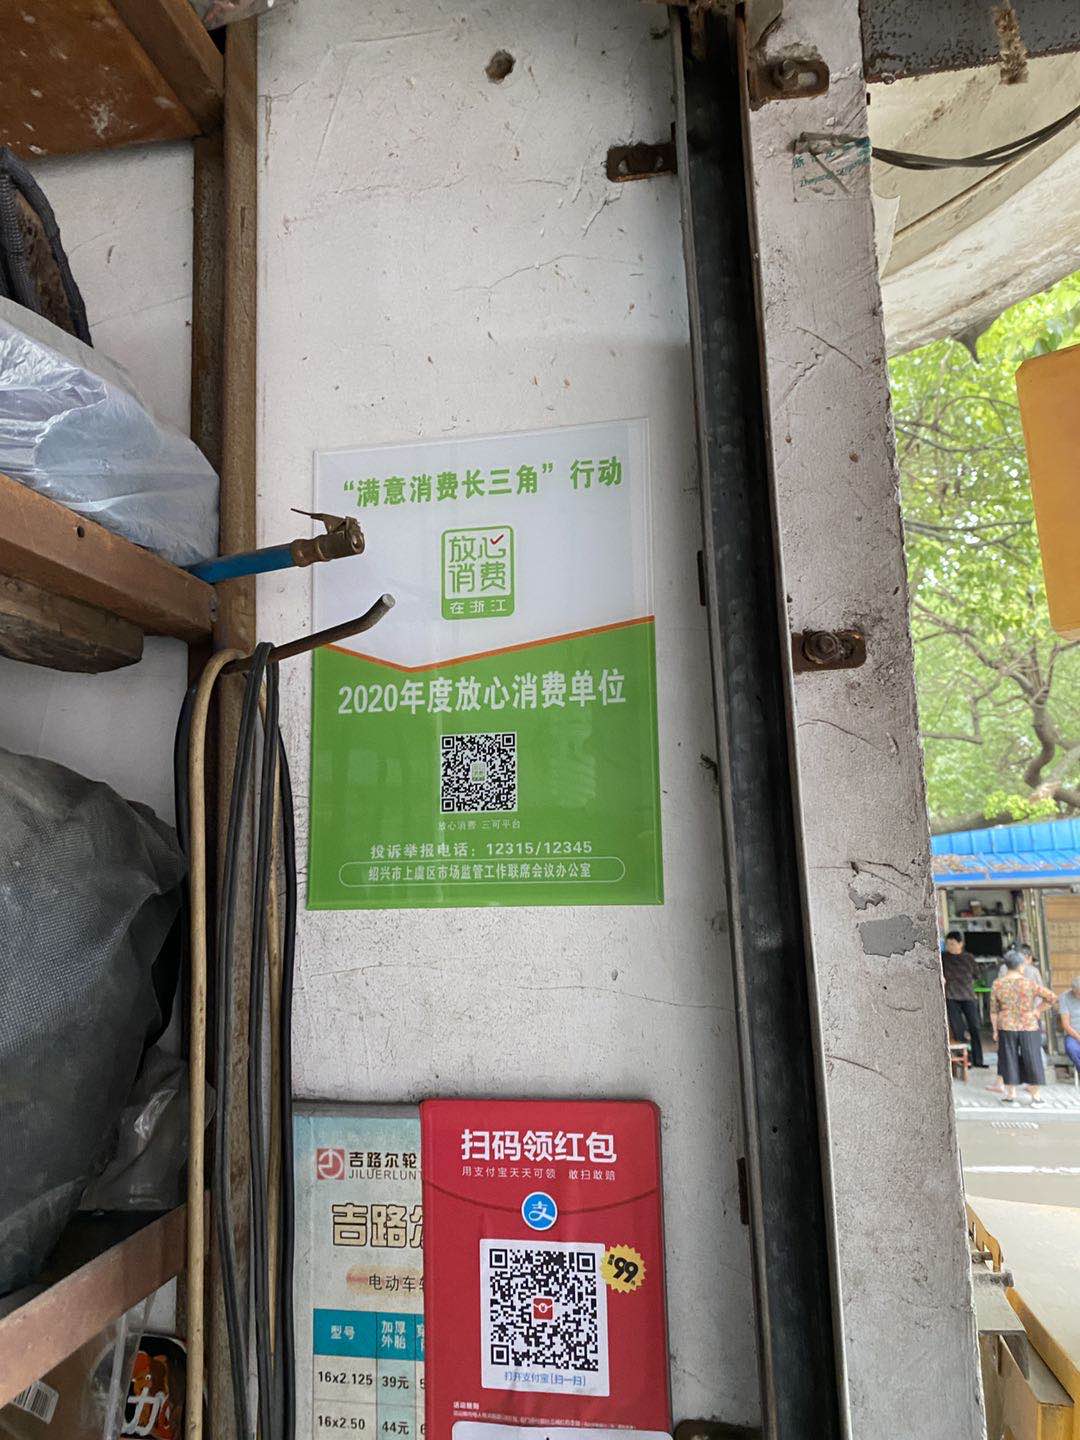 “满意消费长三角”行动
放心
消费
在浙江
2020年度放心消费单位
放心消费 三可平台
投诉举报电话：12315/12345
绍兴市上虞区市场监管工作联席会议办公室
吉路尔轮
JILUERLUN
吉路尔
电动车
型号 加厚外胎
16x2.125 39元
16x2.50 44元
扫码领红包
用支付宝天天可领 敢扫敢赔
支
99
打开支付宝[扫一扫]
活动规则